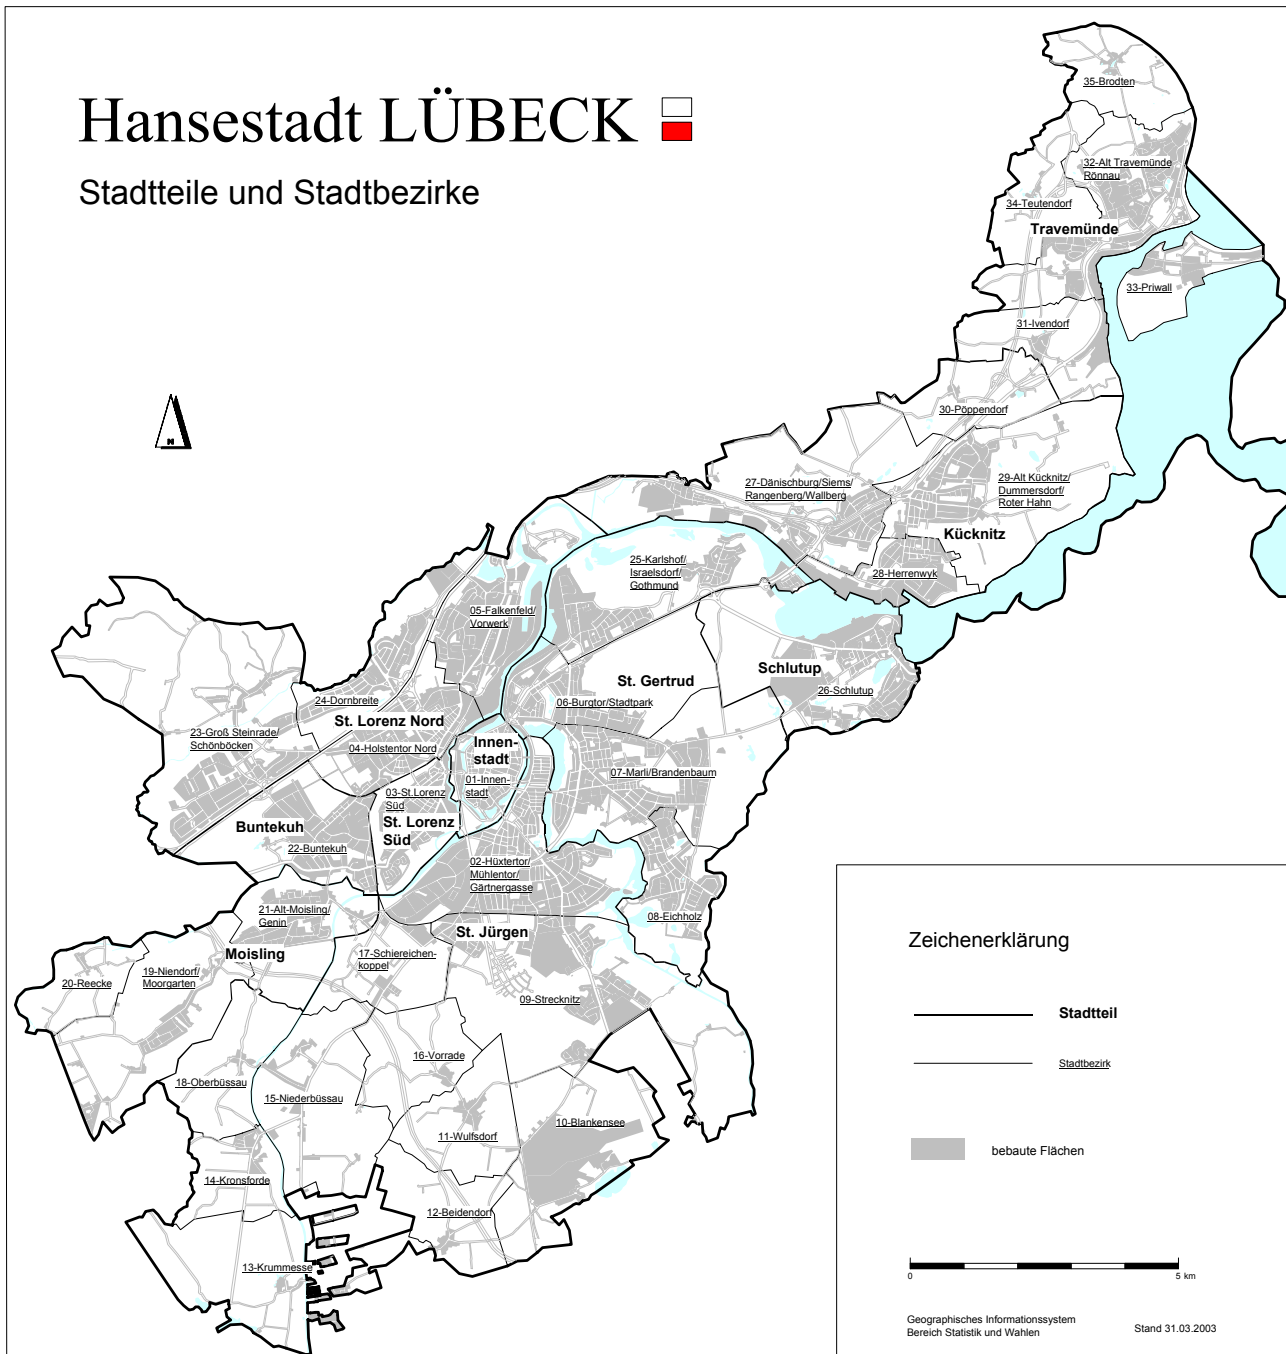 Hansestadt LÜBECK
Stadtteile und Stadtbezirke
N
35-Brodten
32-Alt Travemünde
Rönnau
34-Teutendorf
Travemünde
33-Priwall
31-Ivendorf
30-Pöppendorf
27-Dänischburg/Siems/
Rangenberg/Wallberg
29-Alt Kücknitz/
Dummersdorf/
Roter Hahn
Kücknitz
28-Herrenwyk
25-Karlshof/
Israelsdorf/
Gothmund
05-Falkenfeld/
Vorwerk
Schlutup
26-Schlutup
St. Gertrud
06-Burgtor/Stadtpark
24-Dornbreite
St. Lorenz Nord
23-Groß Steinrade/
Schönböcken
04-Holstentor Nord
Innen-
stadt
01-Innen-
stadt
07-Marli/Brandenbaum
03-St.Lorenz
Süd
St. Lorenz
Süd
Buntekuh
22-Buntekuh
02-Hüxtertor/
Mühlentor/
Gärtnergasse
21-Alt-Moisling/
Genin
08-Eichholz
St. Jürgen
Moisling
17-Schiereichen-
koppel
20-Reecke
19-Niendorf/
Moorgarten
09-Strecknitz
16-Vorrade
18-Oberbüssau
15-Niederbüssau
10-Blankensee
11-Wulfsdorf
14-Kronsforde
12-Beidendorf
13-Krummesse
Zeichenerklärung
Stadtteil
Stadtbezirk
bebaute Flächen
0 5 km
Geographisches Informationssystem
Bereich Statistik und Wahlen
Stand 31.03.2003